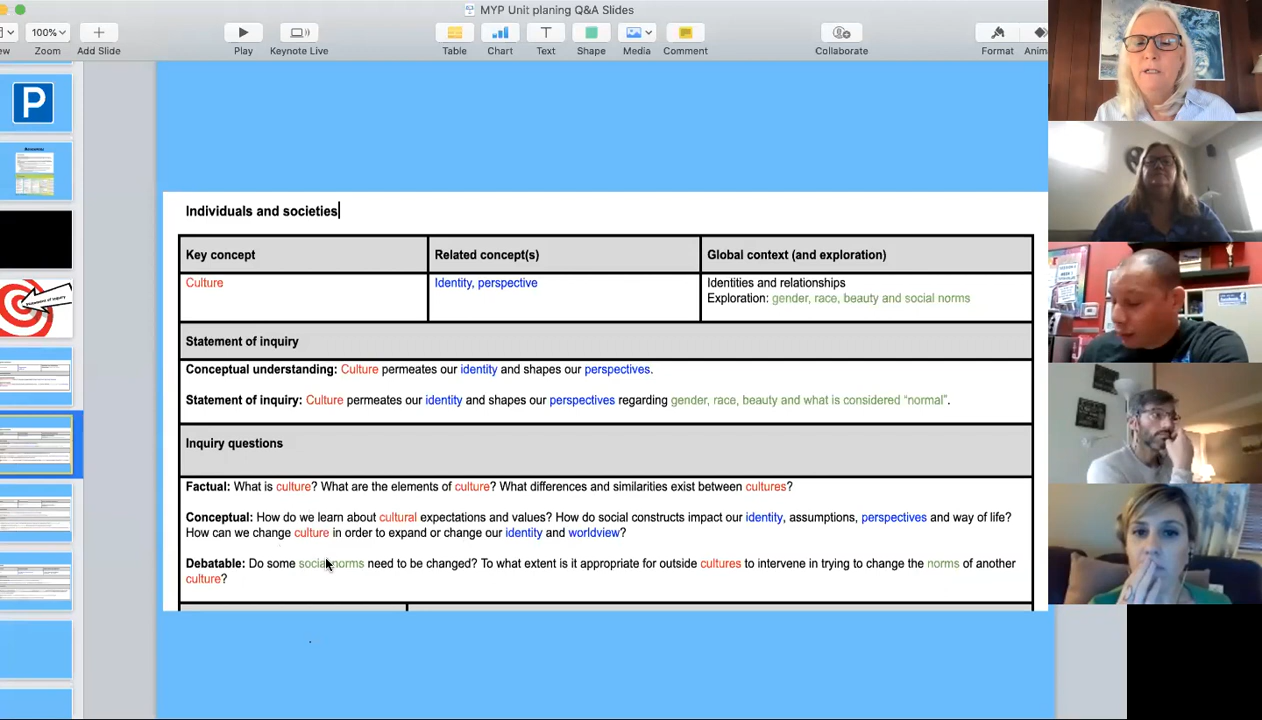 MYP Unit planing Q&A Slides
100%
Zoom
Add Slide
Play
Keynote Live
Table
Chart
Text
Shape
Media
Comment
Collaborate
Format
P
Individuals and societies
Key concept
Related concept(s)
Global context (and exploration)
Culture
Identity, perspective
Identities and relationships
Exploration: gender, race, beauty and social norms
Statement of inquiry
Conceptual understanding: Culture permeates our identity and shapes our perspectives.
Statement of inquiry: Culture permeates our identity and shapes our perspectives regarding gender, race, beauty and what is considered “normal”.
Inquiry questions
Factual: What is culture? What are the elements of culture? What differences and similarities exist between cultures?
Conceptual: How do we learn about cultural expectations and values? How do social constructs impact our identity, assumptions, perspectives and way of life?
How can we change culture in order to expand or change our identity and worldview?
Debatable: Do some social norms need to be changed? To what extent is it appropriate for outside cultures to intervene in trying to change the norms of another
culture?